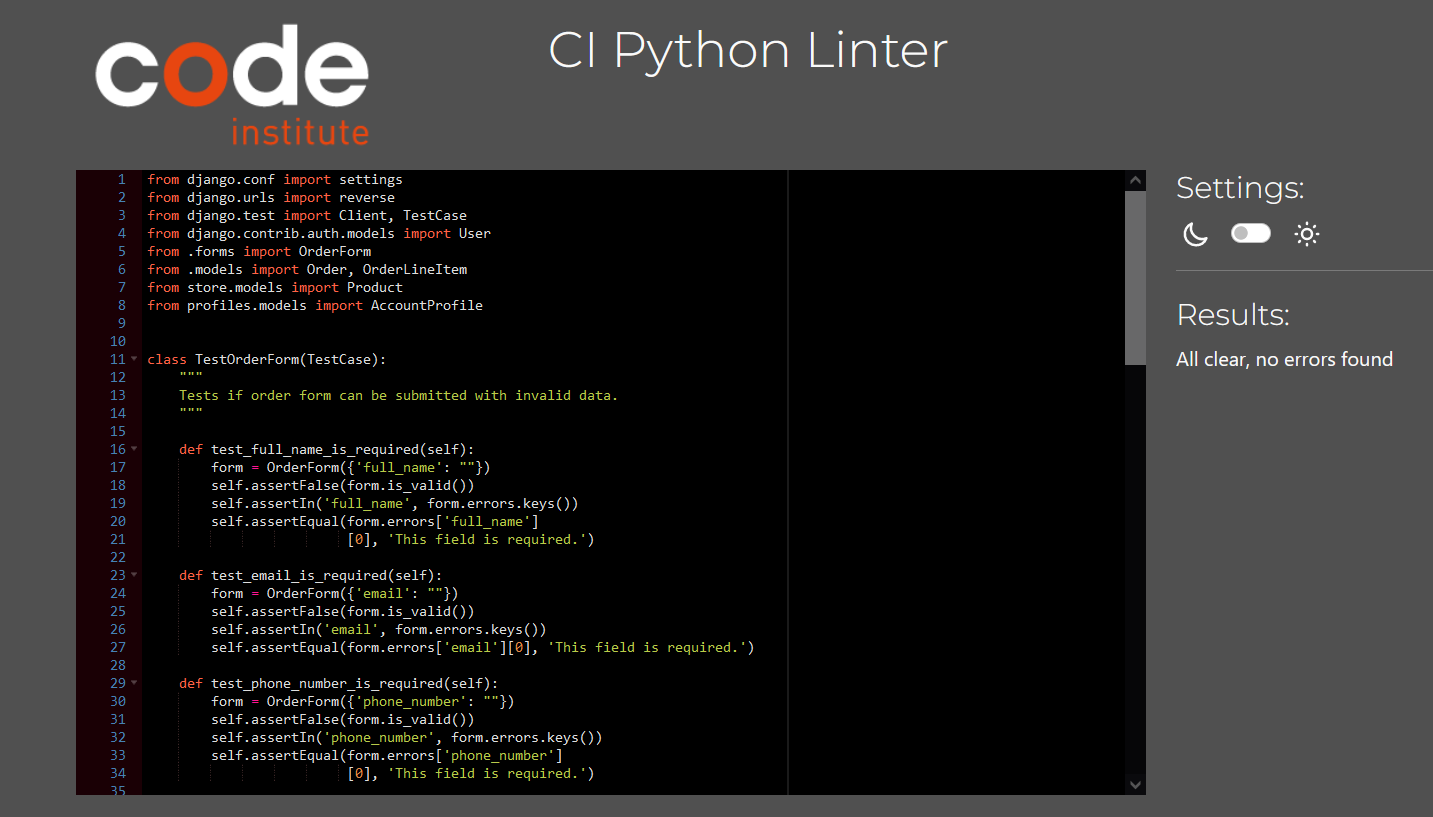 code
institute
CI Python Linter
1 from django.conf import settings
2 from django.urls import reverse
3 from django.test import Client, TestCase
4 from django.contrib.auth.models import User
5 from .forms import OrderForm
6 from .models import Order, OrderLineItem
7 from store.models import Product
8 from profiles.models import AccountProfile
9
10
11 class TestOrderForm(TestCase):
12     """
13     Tests if order form can be submitted with invalid data.
14     """
15
16     def test_full_name_is_required(self):
17         form = OrderForm({'full_name': ""})
18         self.assertFalse(form.is_valid())
19         self.assertIn('full_name', form.errors.keys())
20         self.assertEqual(form.errors['full_name']
21                          [0], 'This field is required.')
22
23     def test_email_is_required(self):
24         form = OrderForm({'email': ""})
25         self.assertFalse(form.is_valid())
26         self.assertIn('email', form.errors.keys())
27         self.assertEqual(form.errors['email'][0], 'This field is required.')
28
29     def test_phone_number_is_required(self):
30         form = OrderForm({'phone_number': ""})
31         self.assertFalse(form.is_valid())
32         self.assertIn('phone_number', form.errors.keys())
33         self.assertEqual(form.errors['phone_number']
34                          [0], 'This field is required.')
35
Settings:
Results:
All clear, no errors found